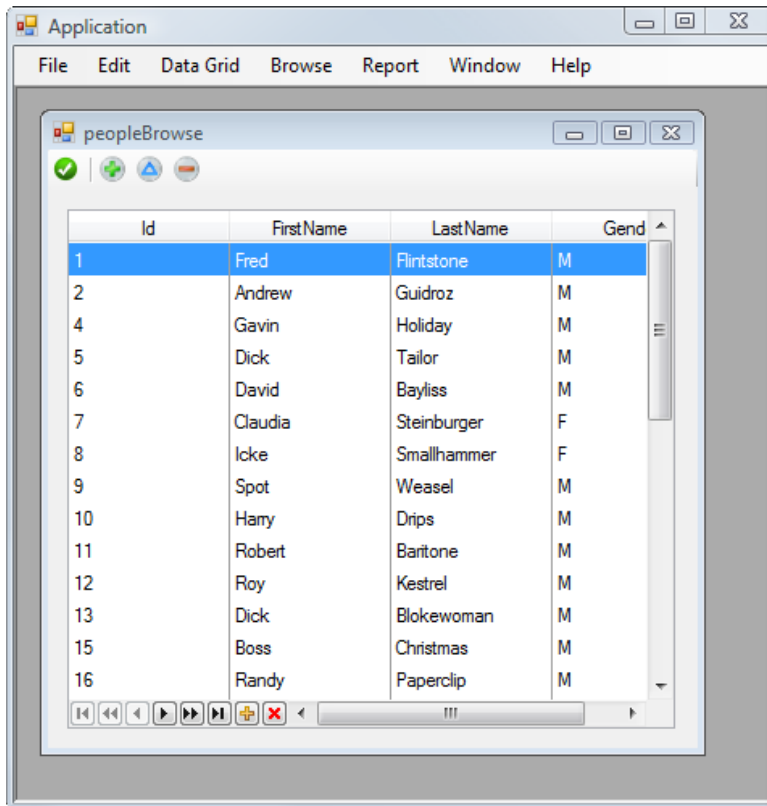 Application
File Edit Data Grid Browse Report Window Help
peopleBrowse
Id FirstName LastName Gend
1 Fred Flintstone M
2 Andrew Guidroz M
4 Gavin Holiday M
5 Dick Tailor M
6 David Bayliss M
7 Claudia Steinburger F
8 Icke Smallhammer F
9 Spot Weasel M
10 Harry Drips M
11 Robert Baritone M
12 Roy Kestrel M
13 Dick Blokewoman M
15 Boss Christmas M
16 Randy Paperclip M